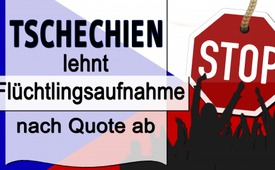 TSCHECHIEN
lehnt
Flüchtlingsaufnahme
nach Quote ab
STOP